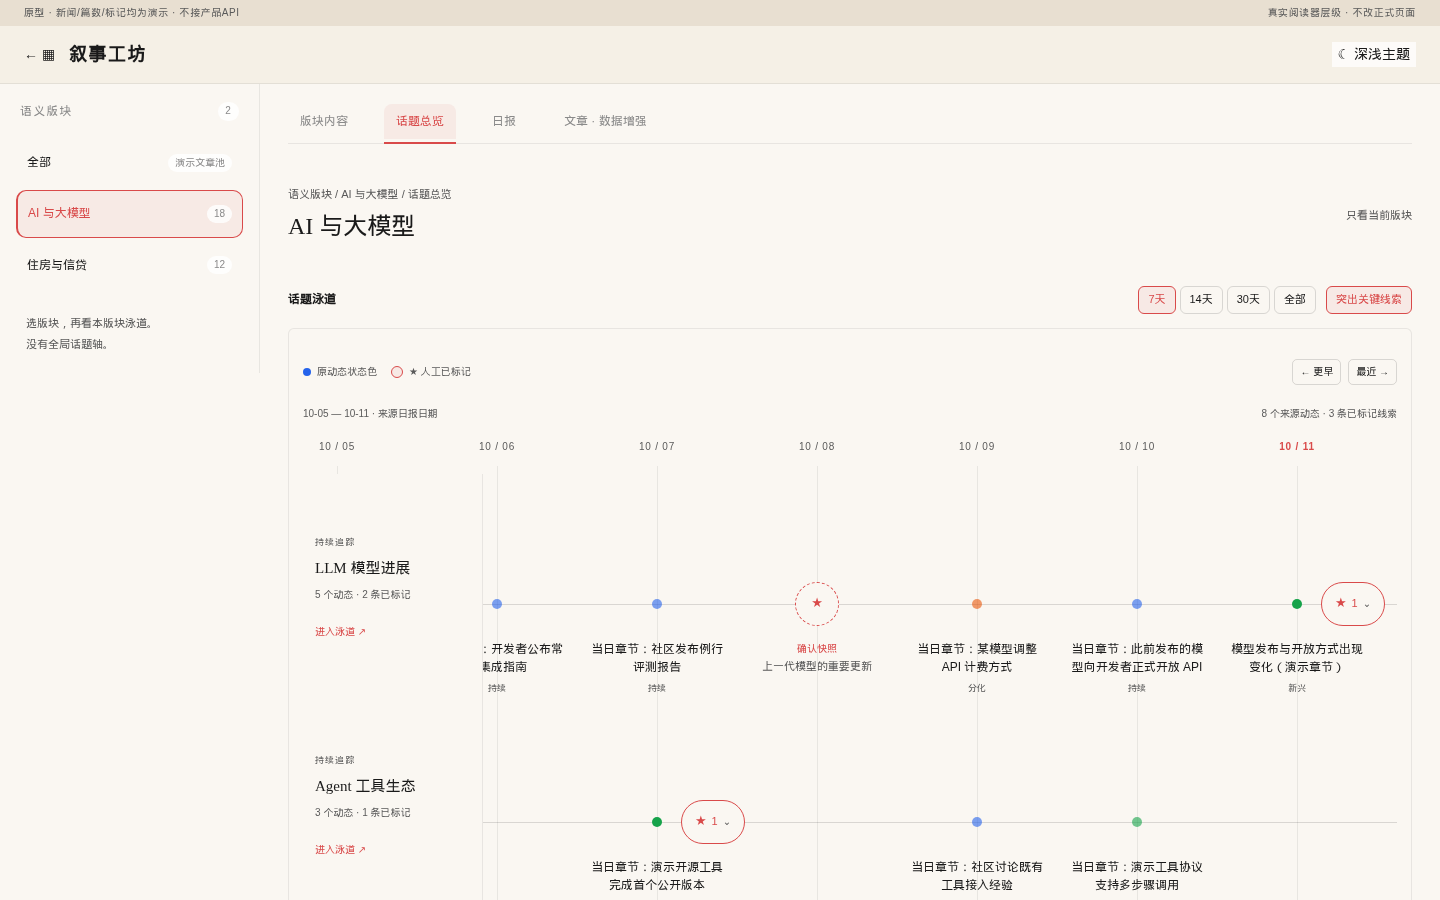 原型 · 新闻/篇数/标记均为演示 · 不接产品API
真实阅读器层级 · 不改正式页面
← ▦ 叙事工坊
☾ 深浅主题
语义版块 2
全部 演示文章池
AI 与大模型 18
住房与信贷 12
选版块，再看本版块泳道。
没有全局话题轴。
版块内容 话题总览 日报 文章 · 数据增强
语义版块 / AI 与大模型 / 话题总览
AI 与大模型
只看当前版块
话题泳道
7天 14天 30天 全部 突出关键线索
原动态状态色 ★ 人工已标记
← 更早 最近 →
10-05 — 10-11 · 来源日报日期
8 个来源动态 · 3 条已标记线索
10 / 05 10 / 06 10 / 07 10 / 08 10 / 09 10 / 10 10 / 11
持续追踪
LLM 模型进展
5 个动态 · 2 条已标记
进入泳道 ↗
★
★ 1 ⌄
：开发者公布常
集成指南
持续
当日章节：社区发布例行
评测报告
持续
确认快照
上一代模型的重要更新
当日章节：某模型调整
API 计费方式
分化
当日章节：此前发布的模
型向开发者正式开放 API
持续
模型发布与开放方式出现
变化（演示章节）
新兴
持续追踪
Agent 工具生态
3 个动态 · 1 条已标记
进入泳道 ↗
★ 1 ⌄
当日章节：演示开源工具
完成首个公开版本
当日章节：社区讨论既有
工具接入经验
当日章节：演示工具协议
支持多步骤调用